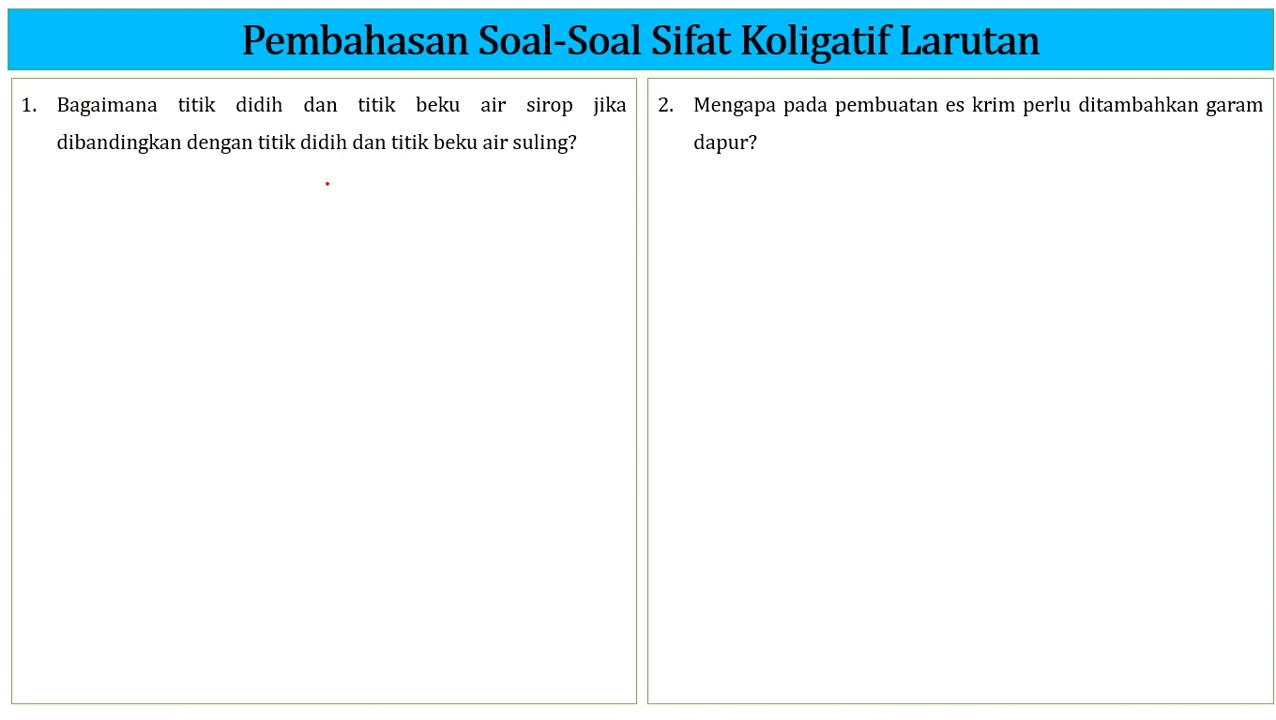 Pembahasan Soal-Soal Sifat Koligatif Larutan
1. Bagaimana titik didih dan titik beku air sirop jika
dibandingkan dengan titik didih dan titik beku air suling?
2. Mengapa pada pembuatan es krim perlu ditambahkan garam
dapur?